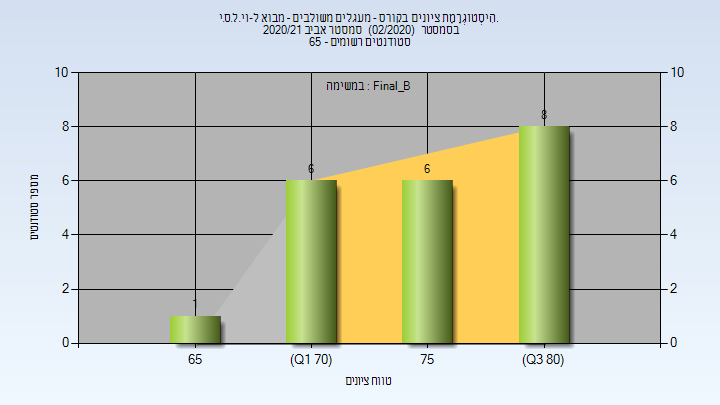 היסְטוֹגְרָמַת ציונים בקורס - מעגלים משולבים - מבוא ל-וי.ל.ס.י.
בסמסטר (02/2020) סמסטר אביב 2020/21
סטודנטים רשומים - 65
במשימה : Final_B
10 10
8 8
8
6 6
6 6
4 4
2 2
1
0 0
מספר סטודנטים
65 (Q1 70) 75 (Q3 80)
טווח ציונים